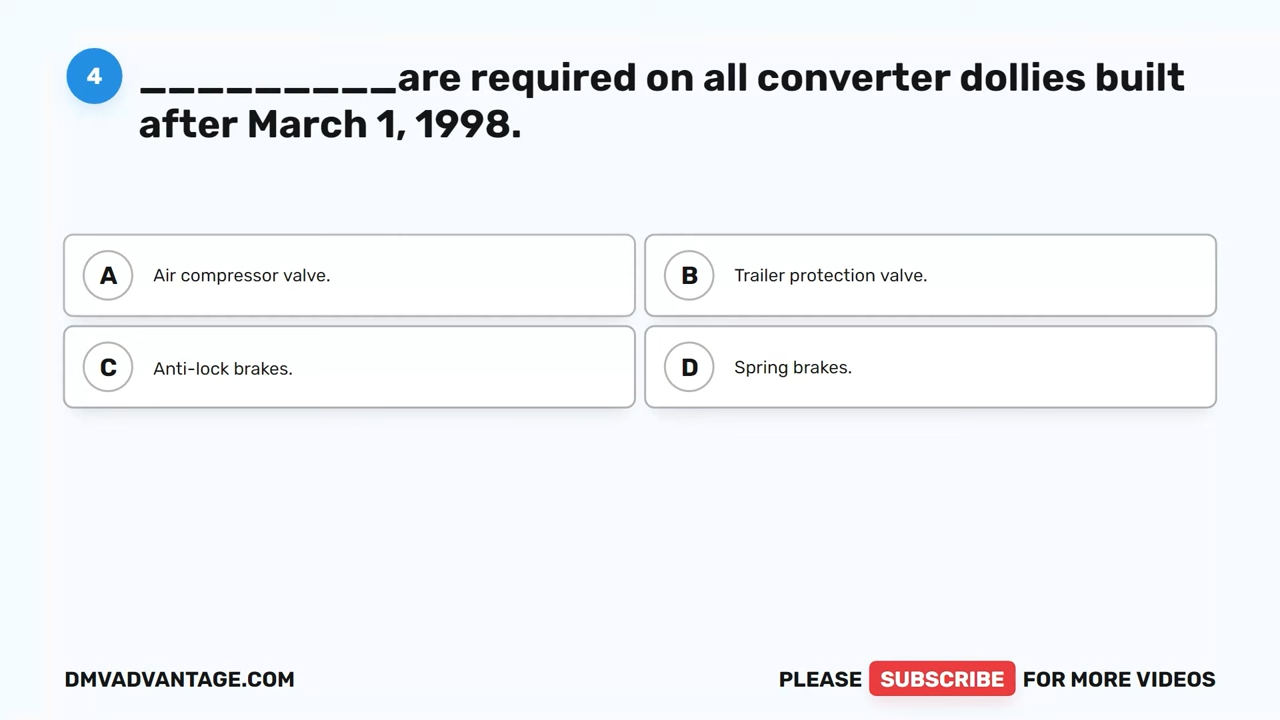 4
_________are required on all converter dollies built
after March 1, 1998.
A Air compressor valve.
B Trailer protection valve.
C Anti-lock brakes.
D Spring brakes.
DMVADVANTAGE.COM
PLEASE SUBSCRIBE FOR MORE VIDEOS